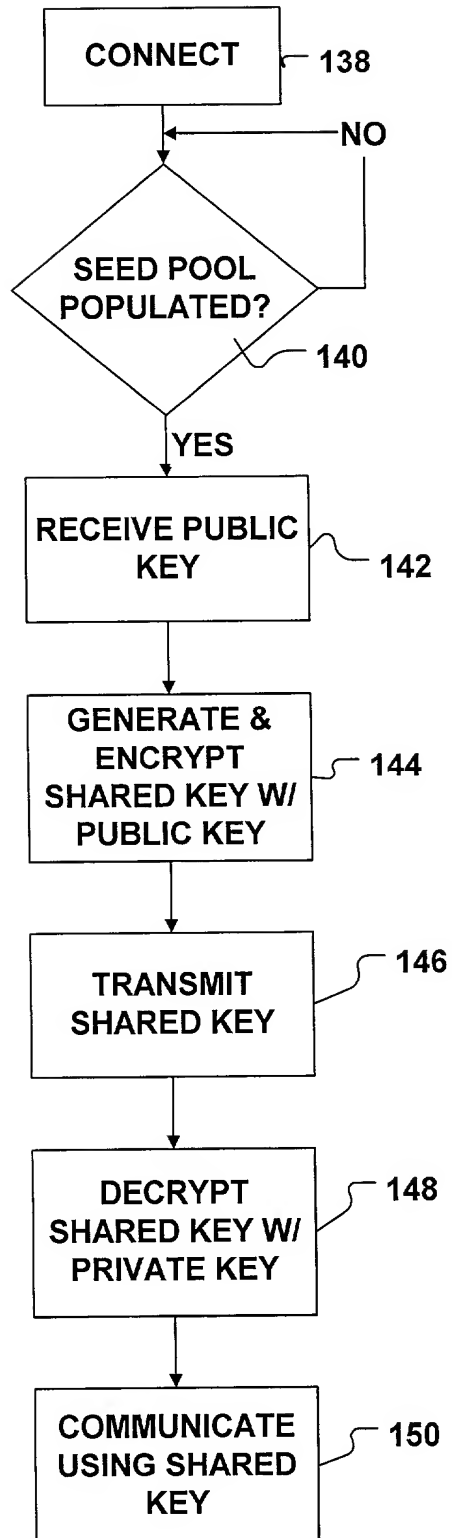 CONNECT
138
NO
SEED POOL
POPULATED?
140
YES
RECEIVE PUBLIC
KEY
142
GENERATE &
ENCRYPT
SHARED KEY W/
PUBLIC KEY
144
TRANSMIT
SHARED KEY
146
DECRYPT
SHARED KEY W/
PRIVATE KEY
148
COMMUNICATE
USING SHARED
KEY
150